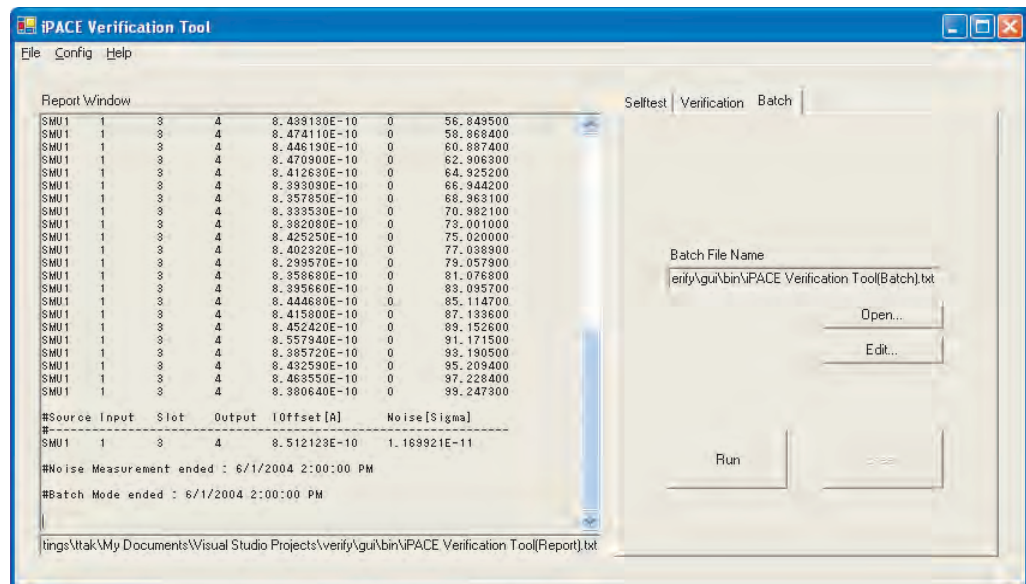 iPACE Verification Tool
File Config Help
Report Window
SMU1 1 3 4 8.489130E-10 0 56.849500
SMU1 1 3 4 8.474110E-10 0 58.868400
SMU1 1 3 4 8.446190E-10 0 60.887400
SMU1 1 3 4 8.470900E-10 0 62.906300
SMU1 1 3 4 8.412630E-10 0 64.925200
SMU1 1 3 4 8.393090E-10 0 66.944200
SMU1 1 3 4 8.357850E-10 0 68.963100
SMU1 1 3 4 8.333530E-10 0 70.982100
SMU1 1 3 4 8.382080E-10 0 73.001000
SMU1 1 3 4 8.425250E-10 0 75.020000
SMU1 1 3 4 8.402320E-10 0 77.038900
SMU1 1 3 4 8.299570E-10 0 79.057900
SMU1 1 3 4 8.358680E-10 0 81.076800
SMU1 1 3 4 8.395660E-10 0 83.095700
SMU1 1 3 4 8.444680E-10 0 85.114700
SMU1 1 3 4 8.415800E-10 0 87.133600
SMU1 1 3 4 8.452420E-10 0 89.152600
SMU1 1 3 4 8.557940E-10 0 91.171500
SMU1 1 3 4 8.385720E-10 0 93.190500
SMU1 1 3 4 8.432590E-10 0 95.209400
SMU1 1 3 4 8.463550E-10 0 97.228400
SMU1 1 3 4 8.380640E-10 0 99.247300
#Source Input Slot Output IOffset[A] Noise[Sigma]
#-------------------------------------------------------------
SMU1 1 3 4 8.512123E-10 1.169921E-11
#Noise Measurement ended : 6/1/2004 2:00:00 PM
#Batch Mode ended : 6/1/2004 2:00:00 PM
tings\ttak\My Documents\Visual Studio Projects\verify\gui\bin\iPACE Verification Tool(Report).txt
Selftest Verification Batch
Batch File Name
erify\gui\bin\iPACE Verification Tool(Batch).txt
Open...
Edit...
Run